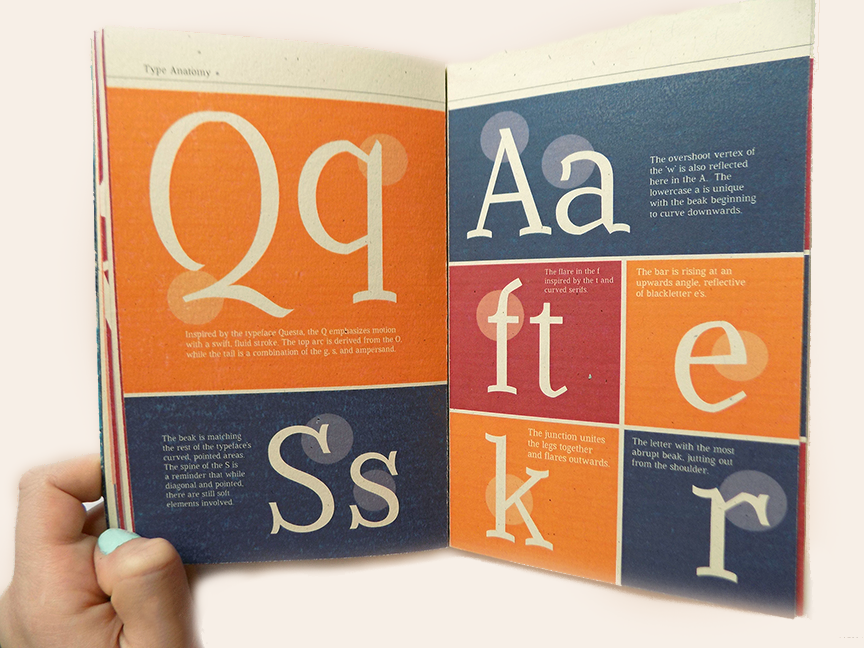 Type Anatomy
Qq
Inspired by the typeface Questa, the Q emphasizes motion
with a swift, fluid stroke. The top arc is derived from the O,
while the tail is a combination of the g, s, and ampersand.
The beak is matching
the rest of the typeface's
curved, pointed areas.
The spine of the S is
a reminder that while
diagonal and pointed,
there are still soft
elements involved.
Ss
Aa
The overshoot vertex of
the 'w' is also reflected
here in the A. The
lowercase a is unique
with the beak beginning
to curve downwards.
The flare in the f
inspired by the t and
curved serifs.
ft
The bar is rising at an
upwards angle, reflective
of blackletter e's.
e
The junction unites
the legs together
and flares outwards.
k
The letter with the most
abrupt beak, jutting out
from the shoulder.
r